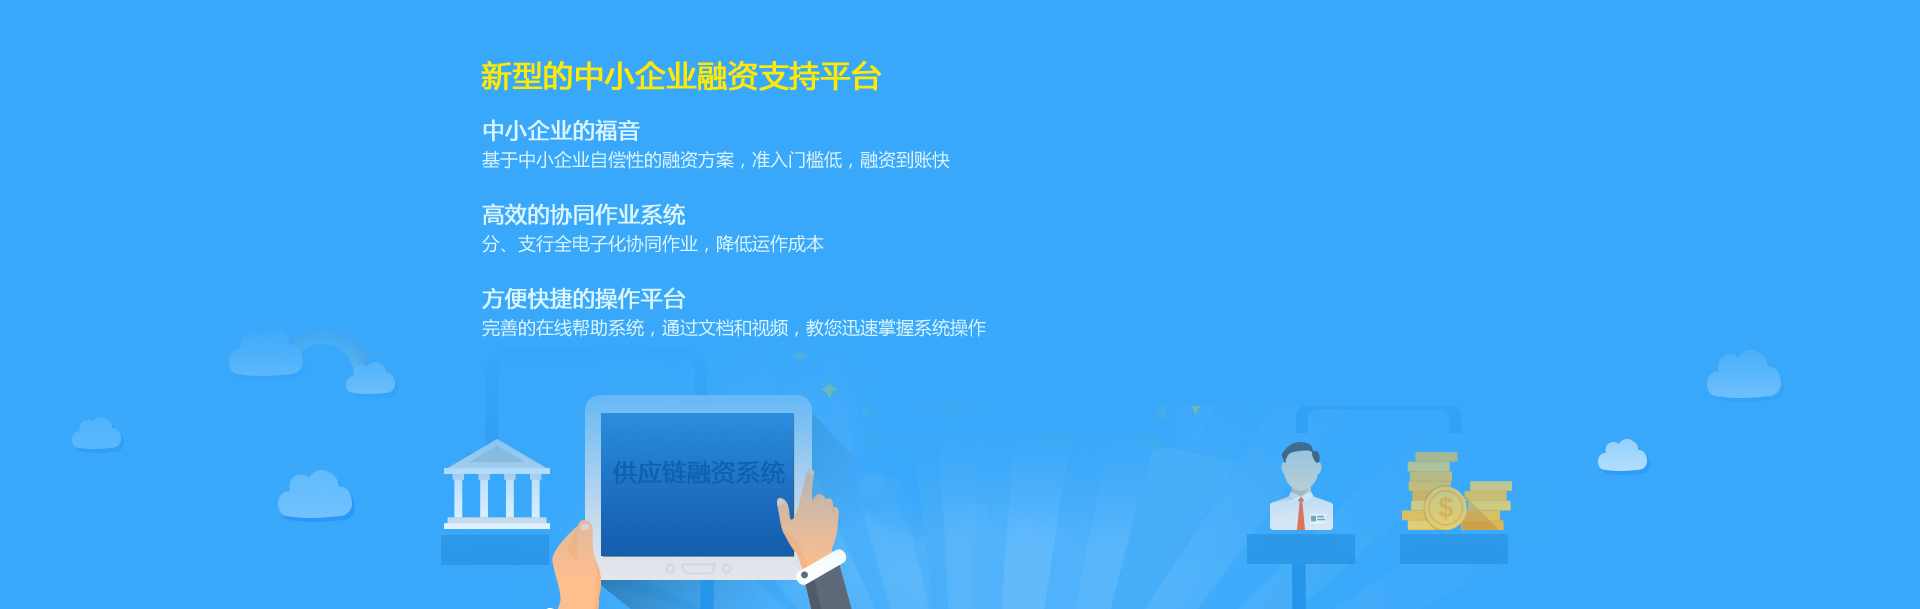 新型的中小企业融资支持平台
中小企业的福音
基于中小企业自偿性的融资方案，准入门槛低，融资到账快
高效的协同作业系统
分、支行全电子化协同作业，降低运作成本
方便快捷的操作平台
完善的在线帮助系统，通过文档和视频，教您迅速掌握系统操作
供应链融资系统
$